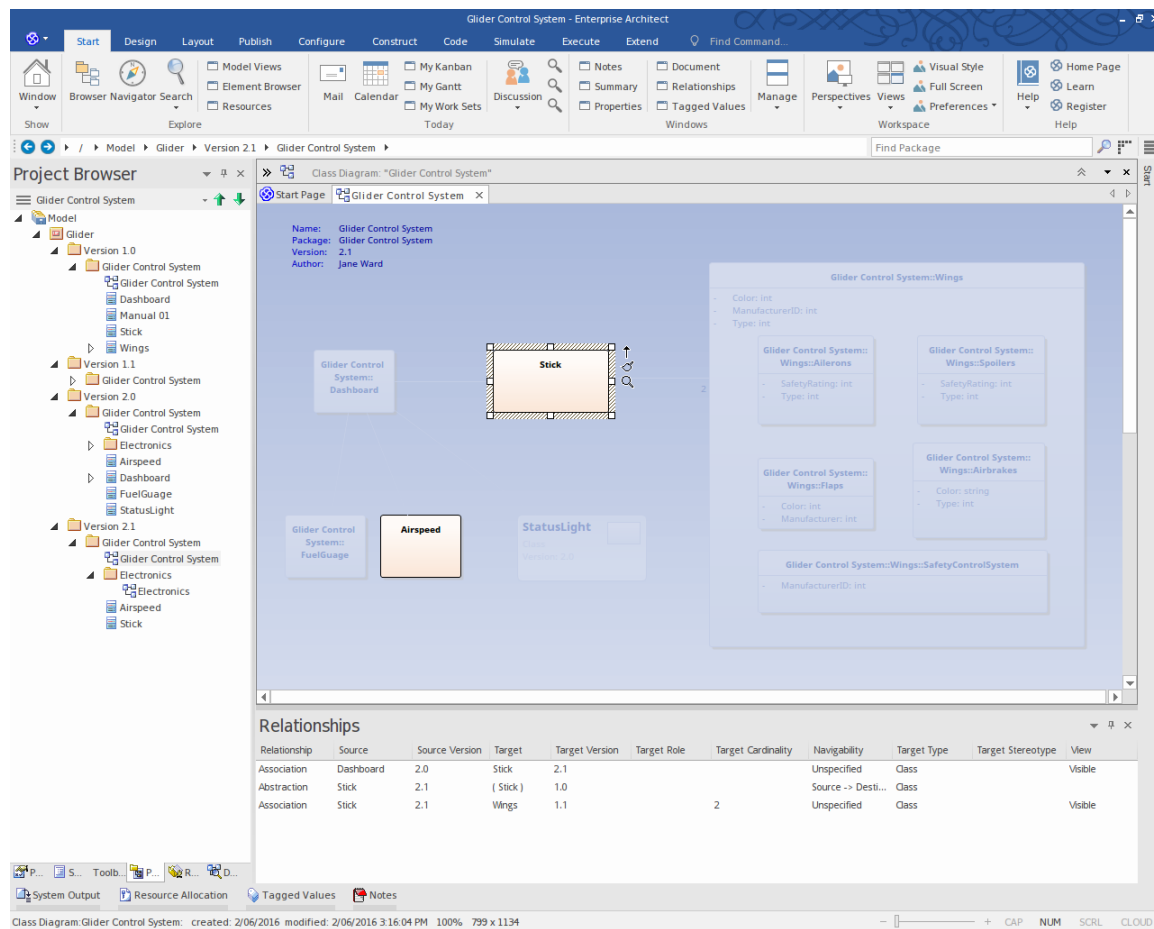 Glider Control System - Enterprise Architect
Start Design Layout Publish Configure Construct Code Simulate Execute Extend Find Command...
Window Browser Navigator Search Model Views Element Browser Resources
Mail Calendar My Kanban My Gantt My Work Sets Discussion
Notes Summary Properties Document Relationships Tagged Values Manage
Perspectives Views Visual Style Full Screen Preferences Help Home Page Learn Register
Show Explore Today Windows Workspace Help
/ Model Glider Version 2.1 Glider Control System Find Package
Project Browser
Glider Control System
Model
Glider
Version 1.0
Glider Control System
Glider Control System
Dashboard
Manual 01
Stick
Wings
Version 1.1
Glider Control System
Version 2.0
Glider Control System
Glider Control System
Electronics
Airspeed
Dashboard
FuelGuage
StatusLight
Version 2.1
Glider Control System
Glider Control System
Electronics
Electronics
Airspeed
Stick
P... S... Toolb... P... R... D...
Class Diagram: "Glider Control System"
Start Page Glider Control System
Start
Name: Glider Control System
Package: Glider Control System
Version: 2.1
Author: Jane Ward
Glider Control System::Wings
- Color: int
- ManufacturerID: int
- Type: int
Glider Control
System::
Dashboard
Stick
2
Glider Control System::
Wings::Ailerons
- SafetyRating: int
- Type: int
Glider Control System::
Wings::Spoilers
- SafetyRating: int
- Type: int
Glider Control System::
Wings::Flaps
- Color: int
- Manufacturer: int
Glider Control System::
Wings::Airbrakes
- Color: string
- Type: int
Glider Control
System::
FuelGuage
Airspeed
StatusLight
Glider Control System::Wings::SafetyControlSystem
- ManufacturerID: int
Relationships
Relationship Source Source Version Target Target Version Target Role Target Cardinality Navigability Target Type Target Stereotype View
Association Dashboard 2.0 Stick 2.1 Unspecified Class Visible
Abstraction Stick 2.1 ( Stick ) 1.0 Source -> Desti... Class
Association Stick 2.1 Wings 1.1 2 Unspecified Class Visible
System Output Resource Allocation Tagged Values Notes
Class Diagram:Glider Control System: created: 2/06/2016 modified: 2/06/2016 3:16:04 PM 100% 799 x 1134 CAP NUM SCRL CLOUD